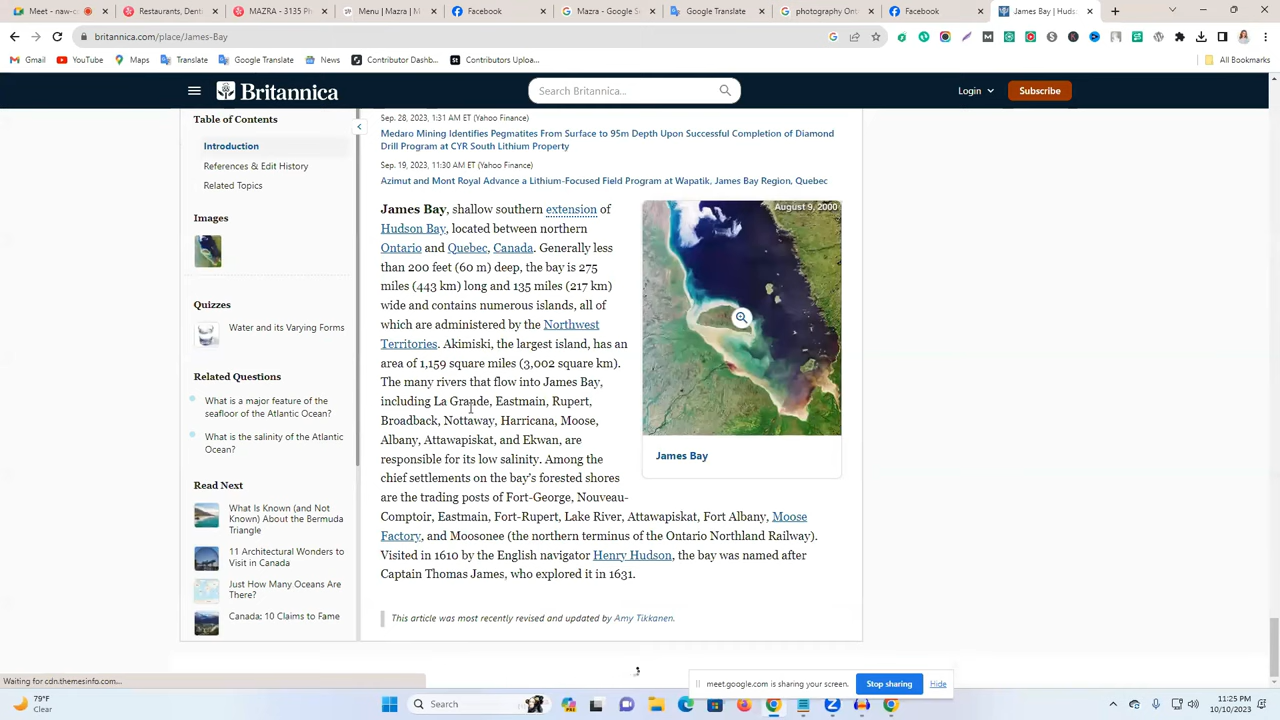 Meet - new-co
Restaurants, Denti
MAZRA - 3135 Ph
Menu | Mazra | M
Facebook
Mazra - Google S
Google Translate
photography Ont
Facebook
James Bay | Huds
britannica.com/place/James-Bay
Gmail
YouTube
Maps
Translate
Google Translate
News
Contributor Dashb...
Contributors Uploa...
All Bookmarks
Britannica
Search Britannica...
Login
Subscribe
Table of Contents
Introduction
References & Edit History
Related Topics
Images
Quizzes
Water and its Varying Forms
Related Questions
What is a major feature of the
seafloor of the Atlantic Ocean?
What is the salinity of the Atlantic
Ocean?
Read Next
What Is Known (and Not
Known) About the Bermuda
Triangle
11 Architectural Wonders to
Visit in Canada
Just How Many Oceans Are
There?
Canada: 10 Claims to Fame
Sep. 28, 2023, 1:31 AM ET (Yahoo Finance)
Medaro Mining Identifies Pegmatites From Surface to 95m Depth Upon Successful Completion of Diamond
Drill Program at CYR South Lithium Property
Sep. 19, 2023, 11:30 AM ET (Yahoo Finance)
Azimut and Mont Royal Advance a Lithium-Focused Field Program at Wapatik, James Bay Region, Quebec
James Bay, shallow southern extension of
Hudson Bay, located between northern
Ontario and Quebec, Canada. Generally less
than 200 feet (60 m) deep, the bay is 275
miles (443 km) long and 135 miles (217 km)
wide and contains numerous islands, all of
which are administered by the Northwest
Territories. Akimiski, the largest island, has an
area of 1,159 square miles (3,002 square km).
The many rivers that flow into James Bay,
including La Grande, Eastmain, Rupert,
Broadback, Nottaway, Harricana, Moose,
Albany, Attawapiskat, and Ekwan, are
responsible for its low salinity. Among the
chief settlements on the bay's forested shores
are the trading posts of Fort-George, Nouveau-
Comptoir, Eastmain, Fort-Rupert, Lake River, Attawapiskat, Fort Albany, Moose
Factory, and Moosonee (the northern terminus of the Ontario Northland Railway).
Visited in 1610 by the English navigator Henry Hudson, the bay was named after
Captain Thomas James, who explored it in 1631.
August 9, 2000
James Bay
This article was most recently revised and updated by Amy Tikkanen.
Waiting for cdn.themesinfo.com...
meet.google.com is sharing your screen.
Stop sharing
Hide
79°F
Clear
Search
11:25 PM
10/10/2023